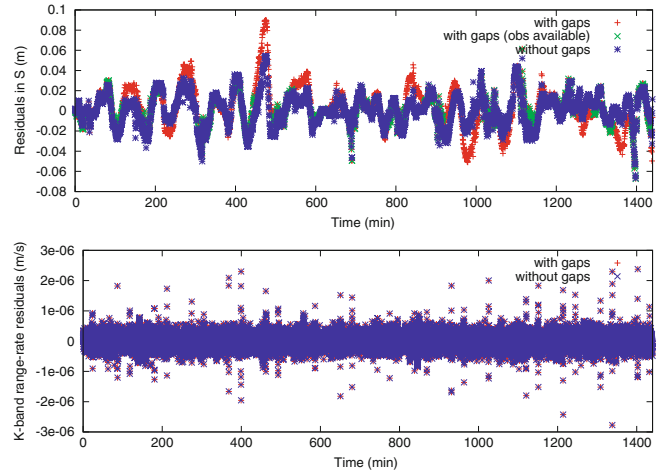 0.1
0.08
0.06
0.04
0.02
0
-0.02
-0.04
-0.06
0.08
Residuals in S (m)
with gaps
with gaps (obs available)
without gaps
0 200 400 600 800 1000 1200 1400
Time (min)
3e-06
2e-06
1e-06
0
-1e-06
-2e-06
-3e-06
K-band range-rate residuals (m/s)
with gaps
without gaps
0 200 400 600 800 1000 1200 1400
Time (min)